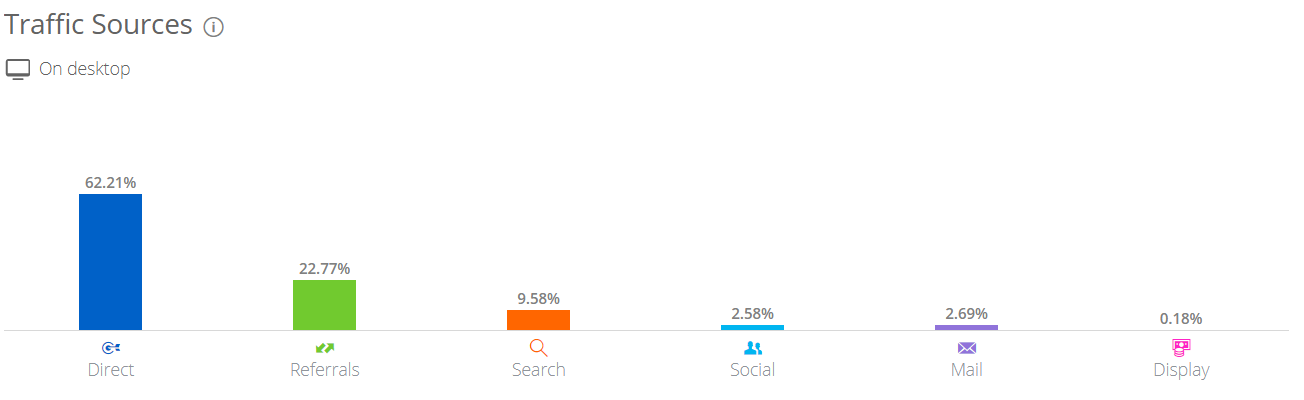 Traffic Sources
On desktop
62.21%
22.77%
9.58%
2.58%
2.69%
0.18%
Direct
Referrals
Search
Social
Mail
Display